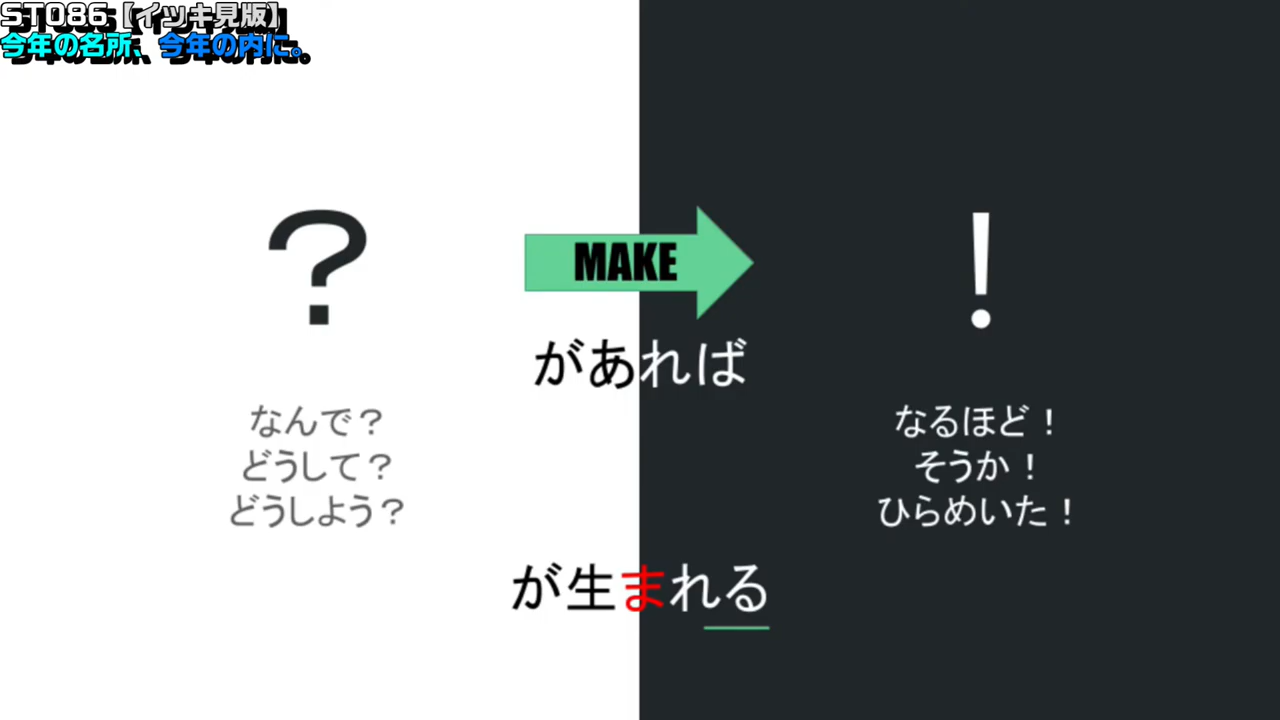 ST086【イッキ見版】
今年の名所、今年の内に。
？
MAKE
！
があれば
なんで？
どうして？
どうしよう？
なるほど！
そうか！
ひらめいた！
が生まれる